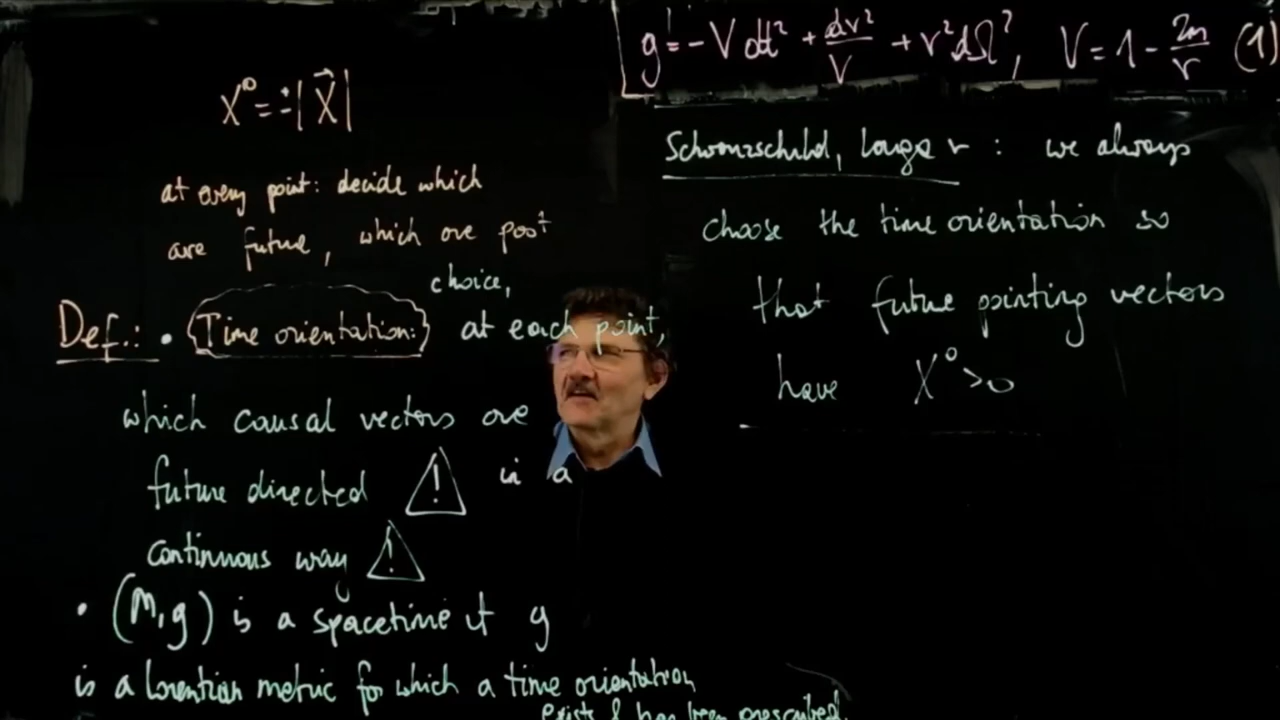 X⁰ = ±|X⃗|
at every point: decide which
are future, which are past
choice,
Def.: • {Time orientation:} at each point,
which causal vectors are
future directed ⚠ in a
continuous way ⚠
• (M,g) is a spacetime if g
is a Lorentzian metric for which a time orientation
exists & has been prescribed.
g = -V dt² + dr²/V + r²dΩ², V = 1 - 2m/r (1)
Schwarzschild, large r : we always
choose the time orientation so
that future pointing vectors
have X⁰ > 0